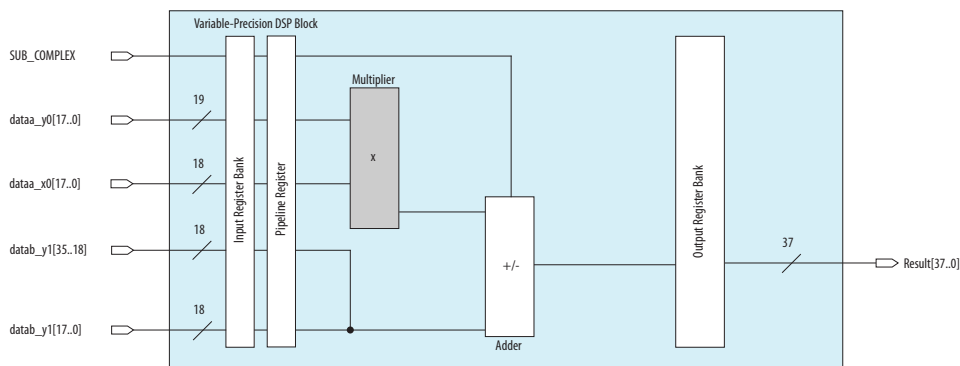 Variable-Precision DSP Block
SUB_COMPLEX
Multiplier
19
dataa_y0[17..0]
x
18
dataa_x0[17..0]
Input Register Bank
Pipeline Register
Output Register Bank
18
datab_y1[35..18]
+/-
37
Result[37..0]
18
datab_y1[17..0]
Adder